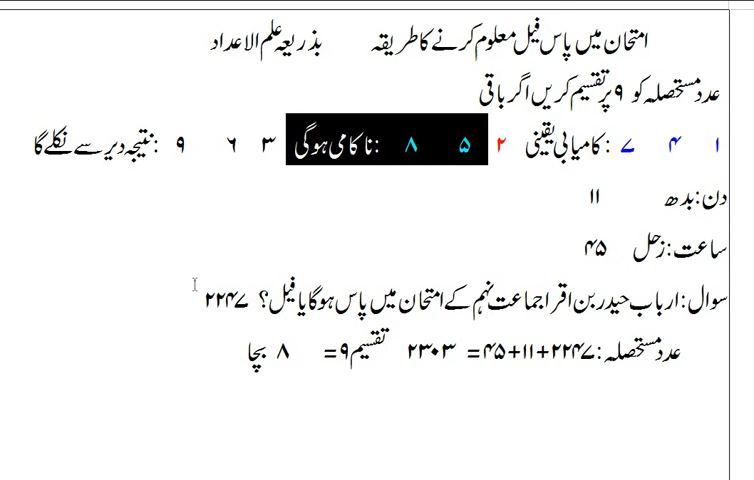 امتحان میں پاس فیل معلوم کرنے کا طریقہ بذریعہ علم الاعداد
عدد مستحصلہ کو ۹ پر تقسیم کریں اگر باقی
۱ ۴ ۷ : کامیابی یقینی ۲ ۵ ۸ : ناکامی ہوگی ۳ ۶ ۹ : نتیجہ دیر سے نکلے گا
دن : بدھ ۱۱
ساعت : زحل ۴۵
سوال : ارباب حیدر بن اقرا جماعت نہم کے امتحان میں پاس ہوگا یا فیل؟ ۲۲۴۷
عدد مستحصلہ : ۲۲۴۷+۱۱+۴۵ = ۲۳۰۳ تقسیم ۹ = ۸ بچا